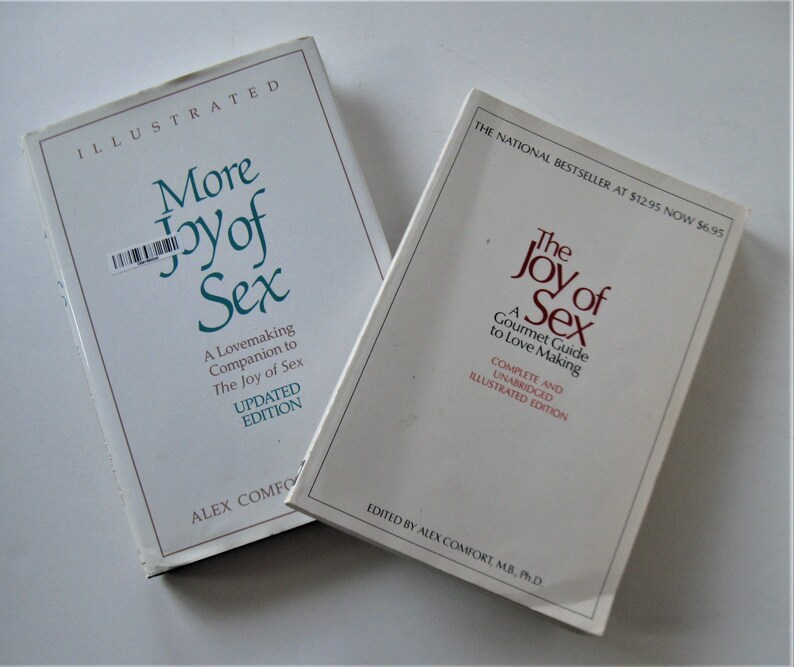 ILLUSTRATED
More
Joy of
Sex
A Lovemaking
Companion to
The Joy of Sex
UPDATED
EDITION
ALEX
THE NATIONAL BESTSELLER AT $12.95 NOW $6.95
The
Joy of
Sex
A
Gourmet Guide
to Love Making
COMPLETE AND
UNABRIDGED
ILLUSTRATED EDITION
EDITED BY ALEX COMFORT, M.B., Ph.D.